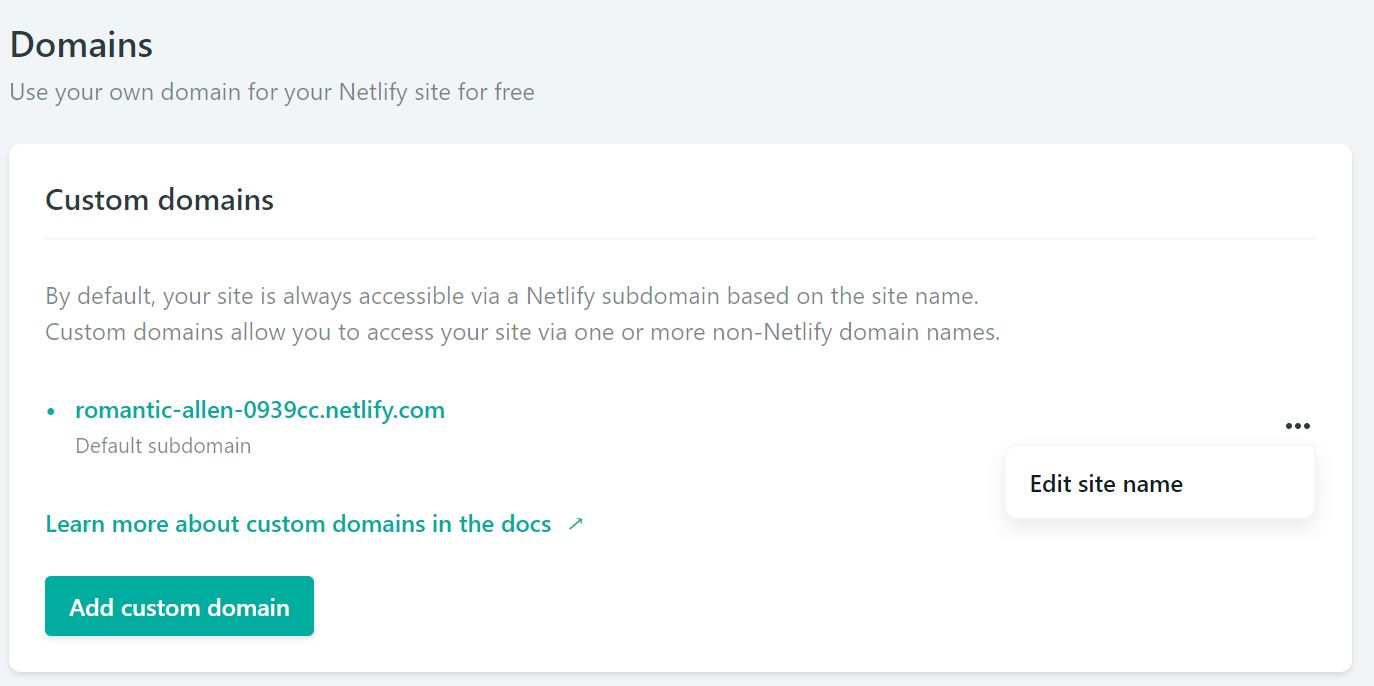 Domains
Use your own domain for your Netlify site for free
Custom domains
By default, your site is always accessible via a Netlify subdomain based on the site name.
Custom domains allow you to access your site via one or more non-Netlify domain names.
romantic-allen-0939cc.netlify.com
Default subdomain
Edit site name
Learn more about custom domains in the docs
Add custom domain